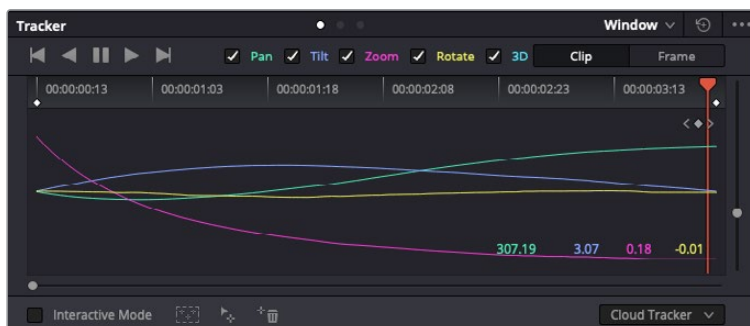 Tracker Window
Pan Tilt Zoom Rotate 3D Clip Frame
00:00:00:13 00:00:01:03 00:00:01:18 00:00:02:08 00:00:02:23 00:00:03:13
307.19 3.07 0.18 -0.01
Interactive Mode Cloud Tracker